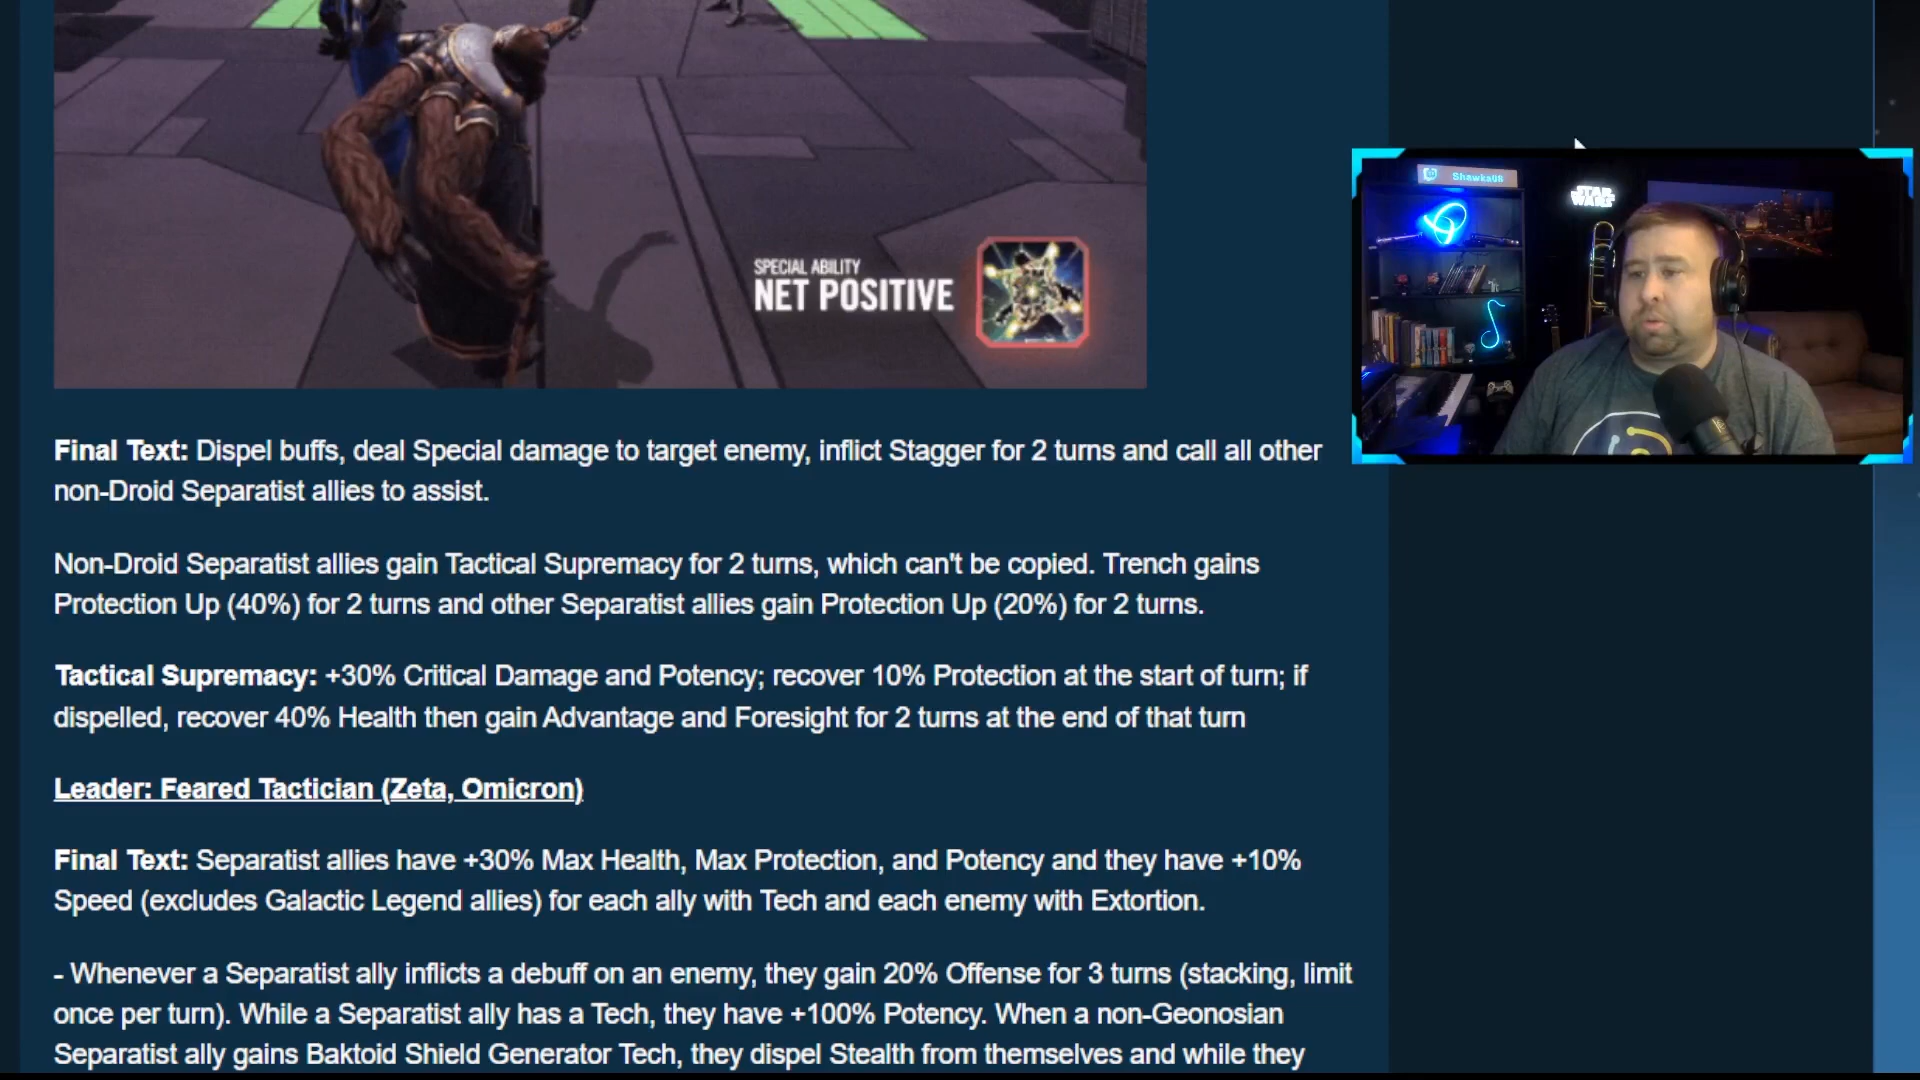 SPECIAL ABILITY
NET POSITIVE
Shawka08
STAR
WARS
Final Text: Dispel buffs, deal Special damage to target enemy, inflict Stagger for 2 turns and call all other
non-Droid Separatist allies to assist.
Non-Droid Separatist allies gain Tactical Supremacy for 2 turns, which can't be copied. Trench gains
Protection Up (40%) for 2 turns and other Separatist allies gain Protection Up (20%) for 2 turns.
Tactical Supremacy: +30% Critical Damage and Potency; recover 10% Protection at the start of turn; if
dispelled, recover 40% Health then gain Advantage and Foresight for 2 turns at the end of that turn
Leader: Feared Tactician (Zeta, Omicron)
Final Text: Separatist allies have +30% Max Health, Max Protection, and Potency and they have +10%
Speed (excludes Galactic Legend allies) for each ally with Tech and each enemy with Extortion.
- Whenever a Separatist ally inflicts a debuff on an enemy, they gain 20% Offense for 3 turns (stacking, limit
once per turn). While a Separatist ally has a Tech, they have +100% Potency. When a non-Geonosian
Separatist ally gains Baktoid Shield Generator Tech, they dispel Stealth from themselves and while they